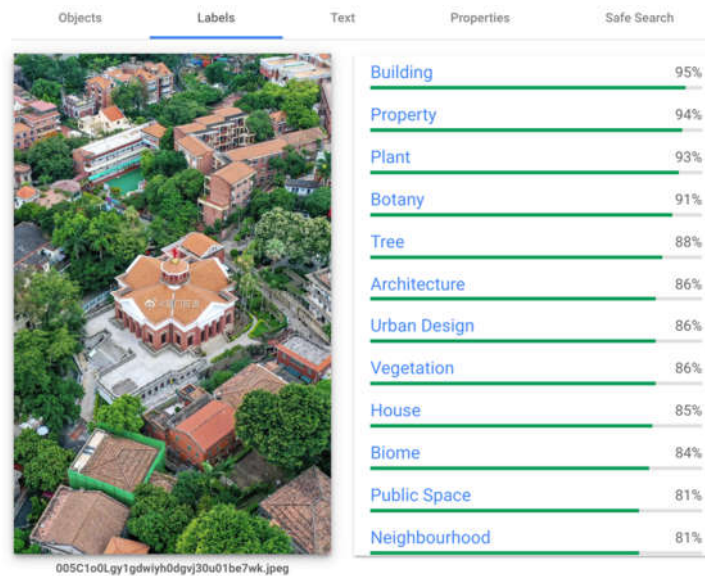 Objects Labels Text Properties Safe Search
Building 95%
Property 94%
Plant 93%
Botany 91%
Tree 88%
Architecture 86%
Urban Design 86%
Vegetation 86%
House 85%
Biome 84%
Public Space 81%
Neighbourhood 81%
005C1o0Lgy1gdwiyh0dgvj30u01be7wk.jpeg